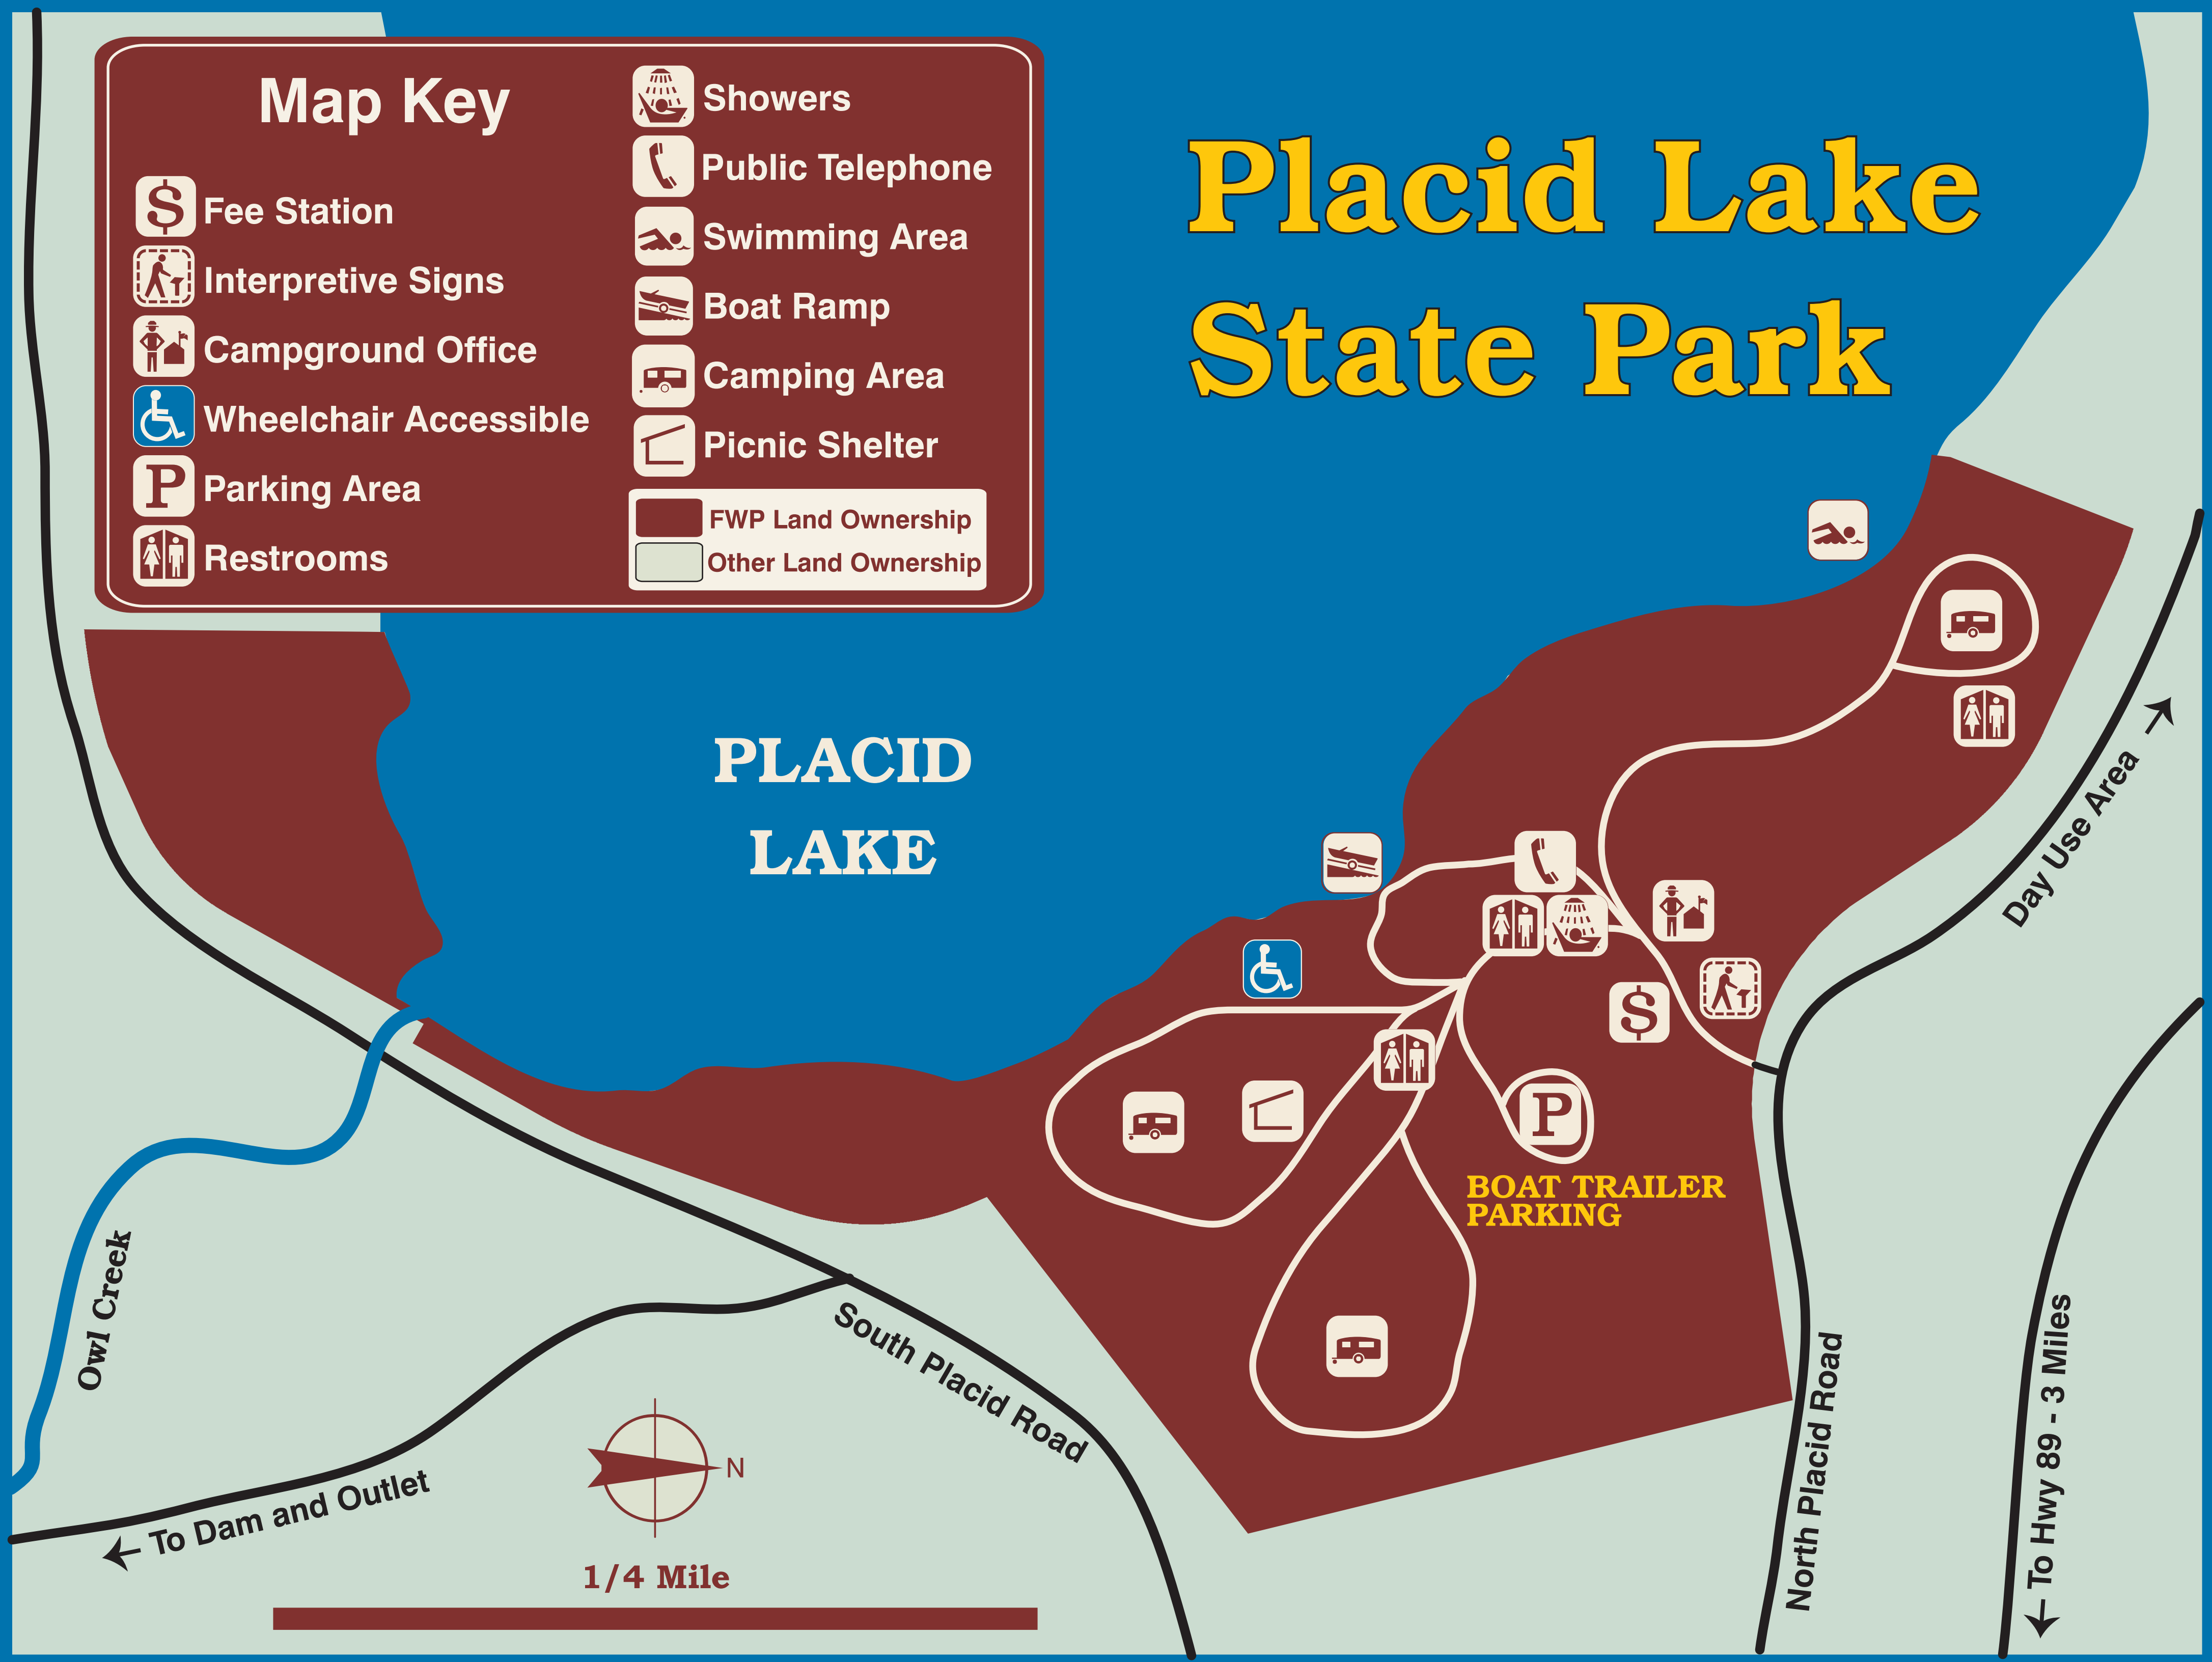 Map Key
$ Fee Station
Interpretive Signs
Campground Office
Wheelchair Accessible
P Parking Area
Restrooms
Showers
Public Telephone
Swimming Area
Boat Ramp
Camping Area
Picnic Shelter
FWP Land Ownership
Other Land Ownership
Placid Lake
State Park
PLACID
LAKE
Day Use Area
$
P
BOAT TRAILER
PARKING
Owl Creek
South Placid Road
To Dam and Outlet
N
1/4 Mile
North Placid Road
To Hwy 89 - 3 Miles